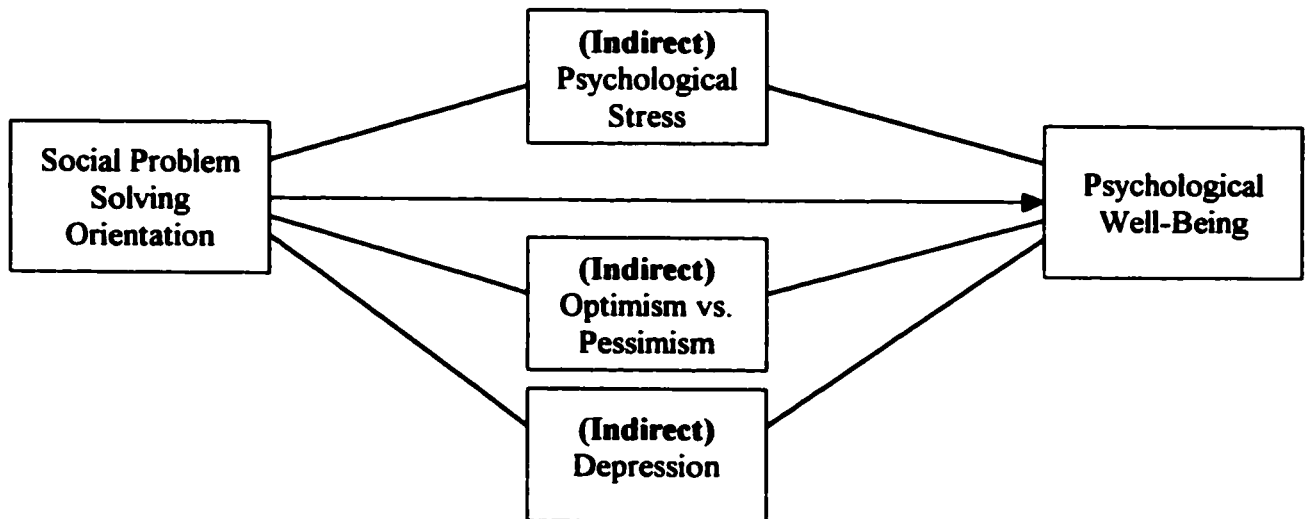 (Indirect)
Psychological
Stress
Social Problem
Solving
Orientation
Psychological
Well-Being
(Indirect)
Optimism vs.
Pessimism
(Indirect)
Depression